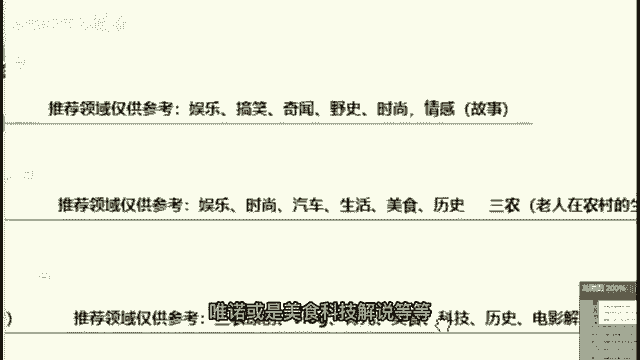 推荐领域仅供参考：娱乐、搞笑、奇闻、野史、时尚，情感（故事）
推荐领域仅供参考：娱乐、时尚、汽车、生活、美食、历史 三农（老人在农村的生
） 推荐领域仅供参考：科技、历史、电影解
唯诺或是美食科技解说等等
200%